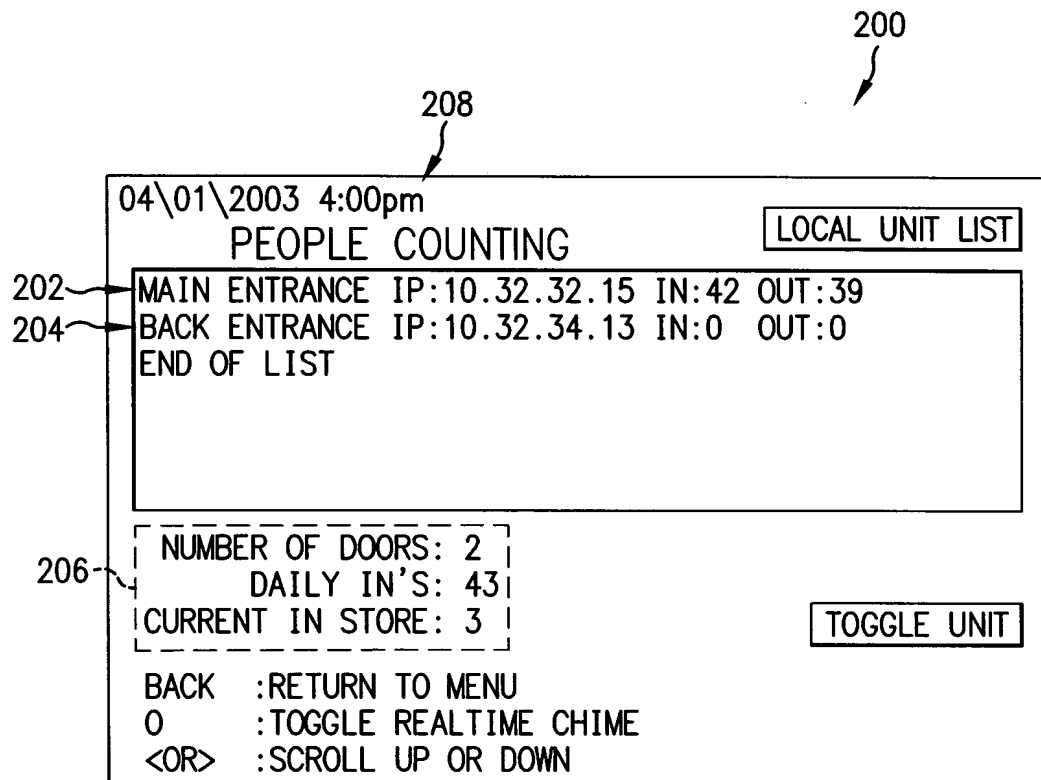 200
208
04\01\2003 4:00pm
PEOPLE COUNTING
LOCAL UNIT LIST
202
MAIN ENTRANCE IP:10.32.32.15 IN:42 OUT:39
204
BACK ENTRANCE IP:10.32.34.13 IN:0 OUT:0
END OF LIST
206
NUMBER OF DOORS: 2
DAILY IN'S: 43
CURRENT IN STORE: 3
TOGGLE UNIT
BACK :RETURN TO MENU
0 :TOGGLE REALTIME CHIME
<OR> :SCROLL UP OR DOWN